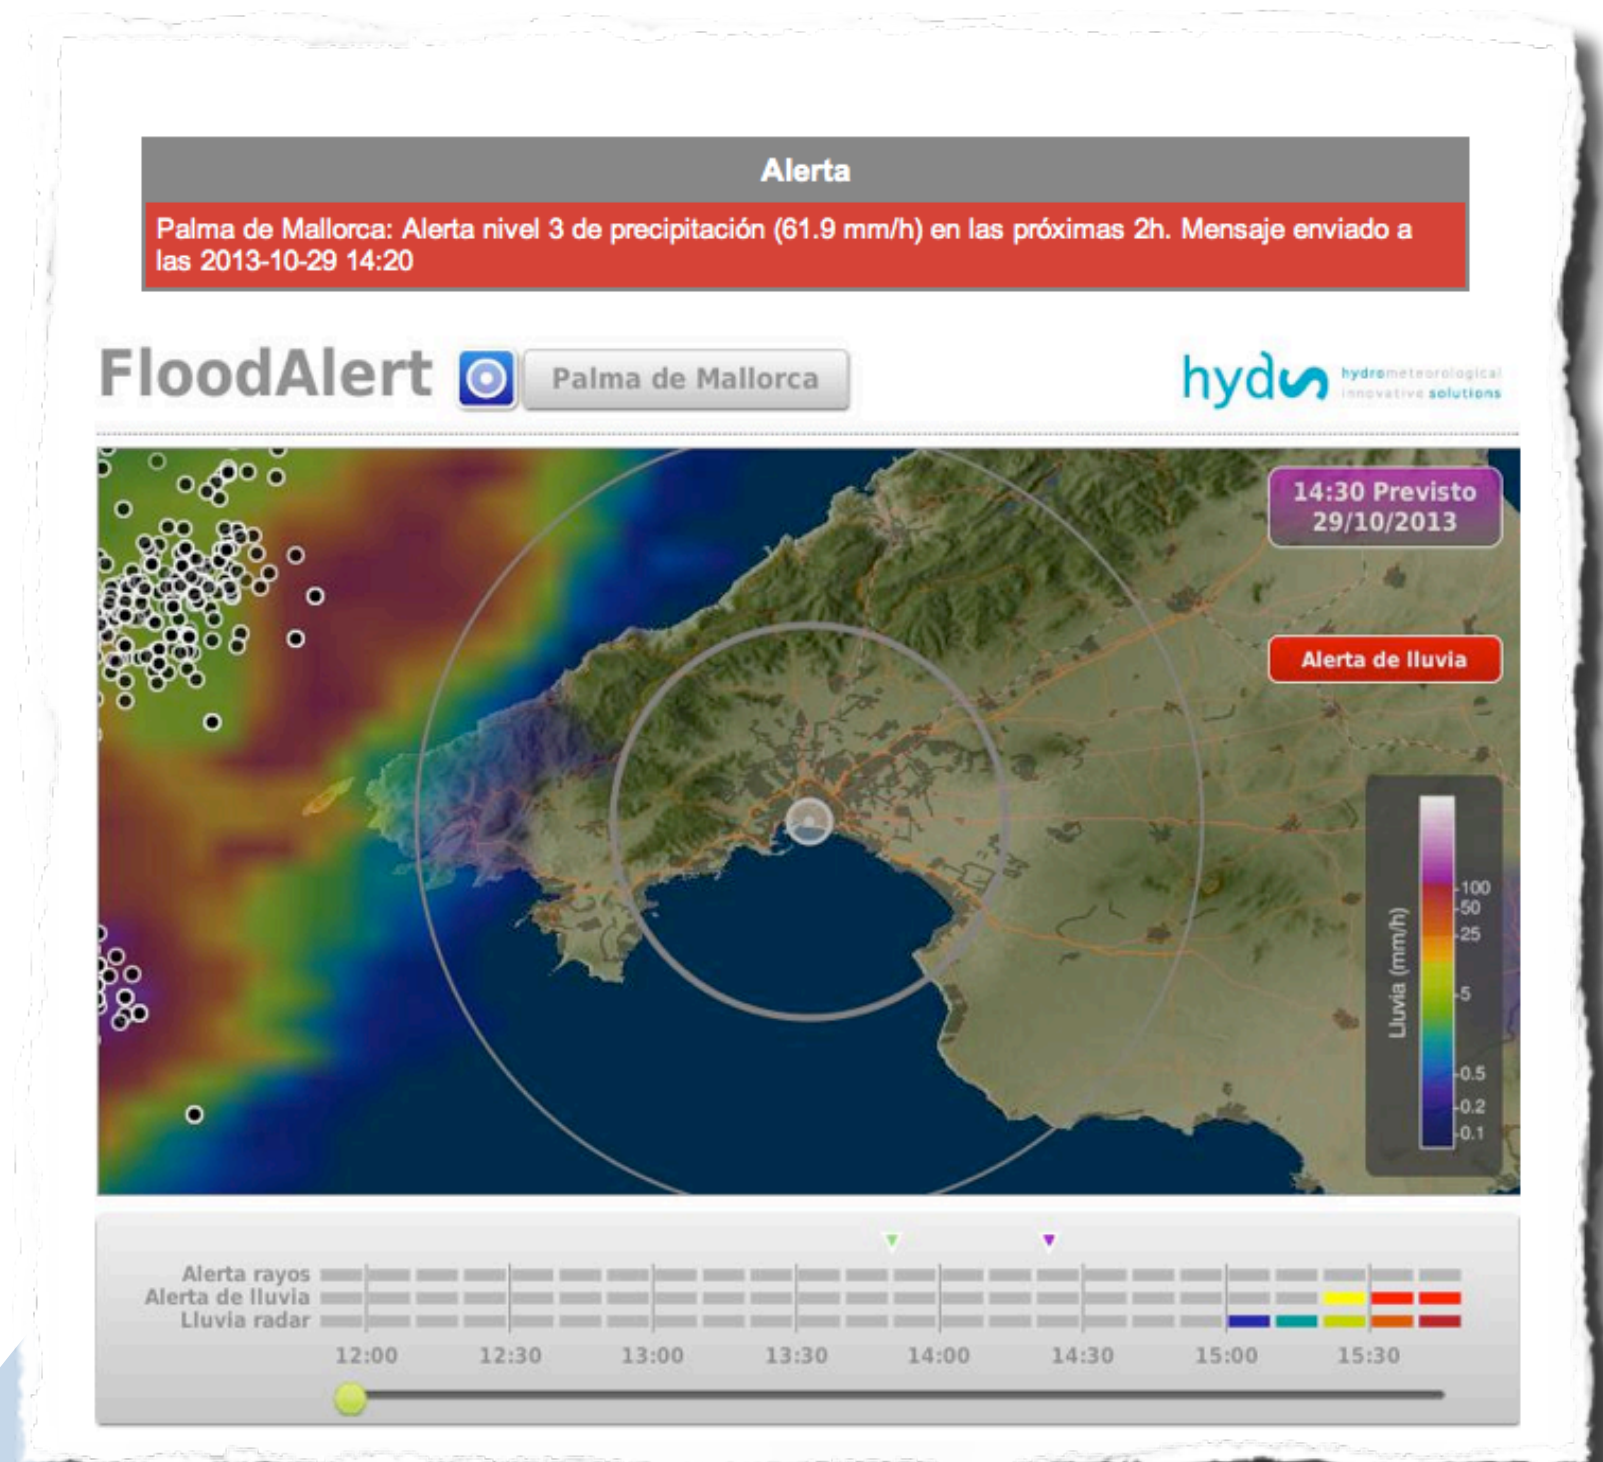 Alerta
Palma de Mallorca: Alerta nivel 3 de precipitación (61.9 mm/h) en las próximas 2h. Mensaje enviado a
las 2013-10-29 14:20
FloodAlert
Palma de Mallorca
hyds
hydrometeorological
innovative solutions
14:30 Previsto
29/10/2013
Alerta de lluvia
Lluvia (mm/h)
100
50
25
5
0.5
0.2
0.1
Alerta rayos
Alerta de lluvia
Lluvia radar
12:00 12:30 13:00 13:30 14:00 14:30 15:00 15:30